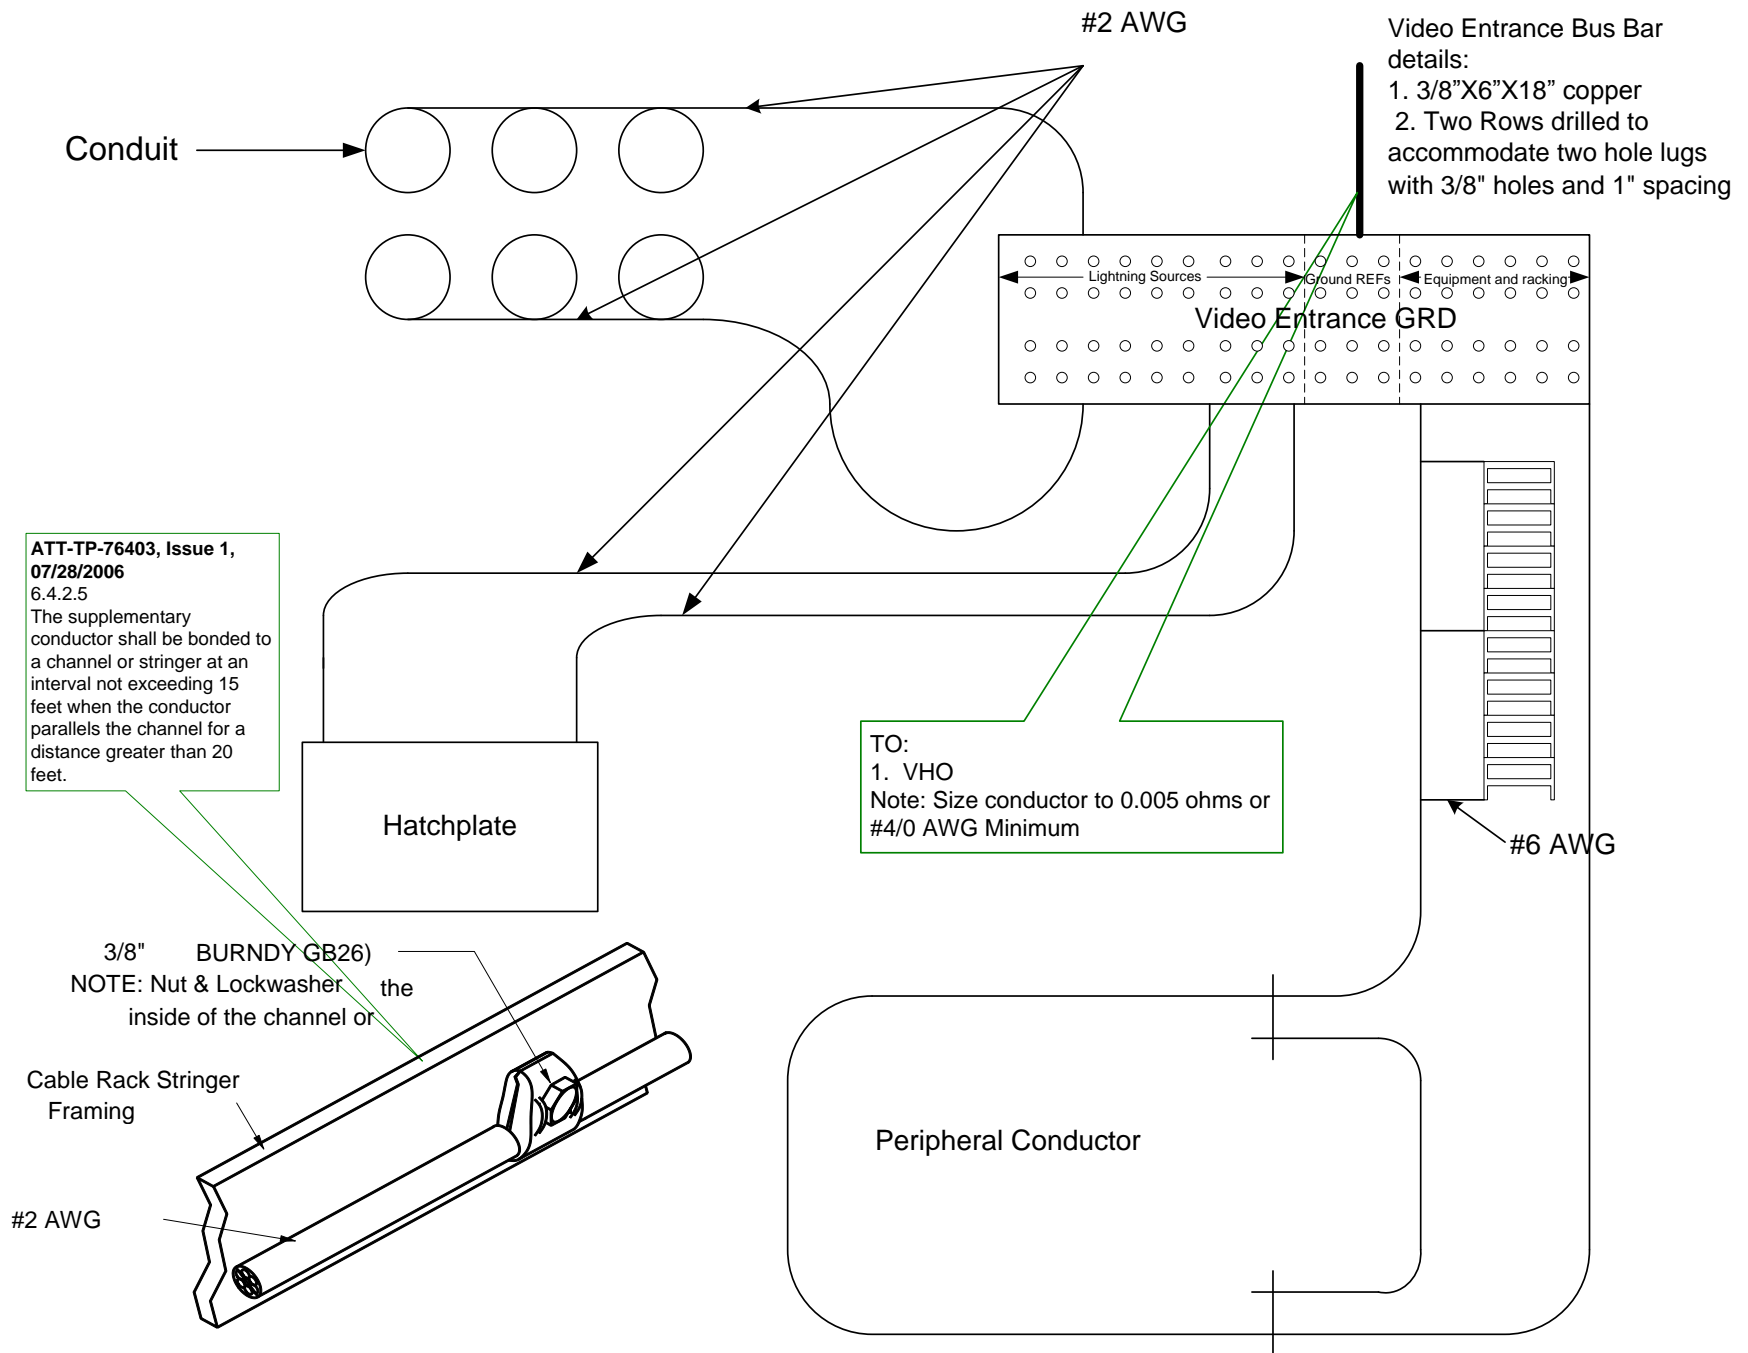 #2 AWG
Video Entrance Bus Bar
details:
1. 3/8”X6”X18” copper
2. Two Rows drilled to
accommodate two hole lugs
with 3/8" holes and 1" spacing
Conduit
Lightning Sources
Ground REFs
Equipment and racking
Video Entrance GRD
ATT-TP-76403, Issue 1,
07/28/2006
6.4.2.5
The supplementary
conductor shall be bonded to
a channel or stringer at an
interval not exceeding 15
feet when the conductor
parallels the channel for a
distance greater than 20
feet.
TO:
1. VHO
Note: Size conductor to 0.005 ohms or
#4/0 AWG Minimum
Hatchplate
#6 AWG
3/8" BURNDY GB26)
NOTE: Nut & Lockwasher the
inside of the channel or
Cable Rack Stringer
Framing
#2 AWG
Peripheral Conductor